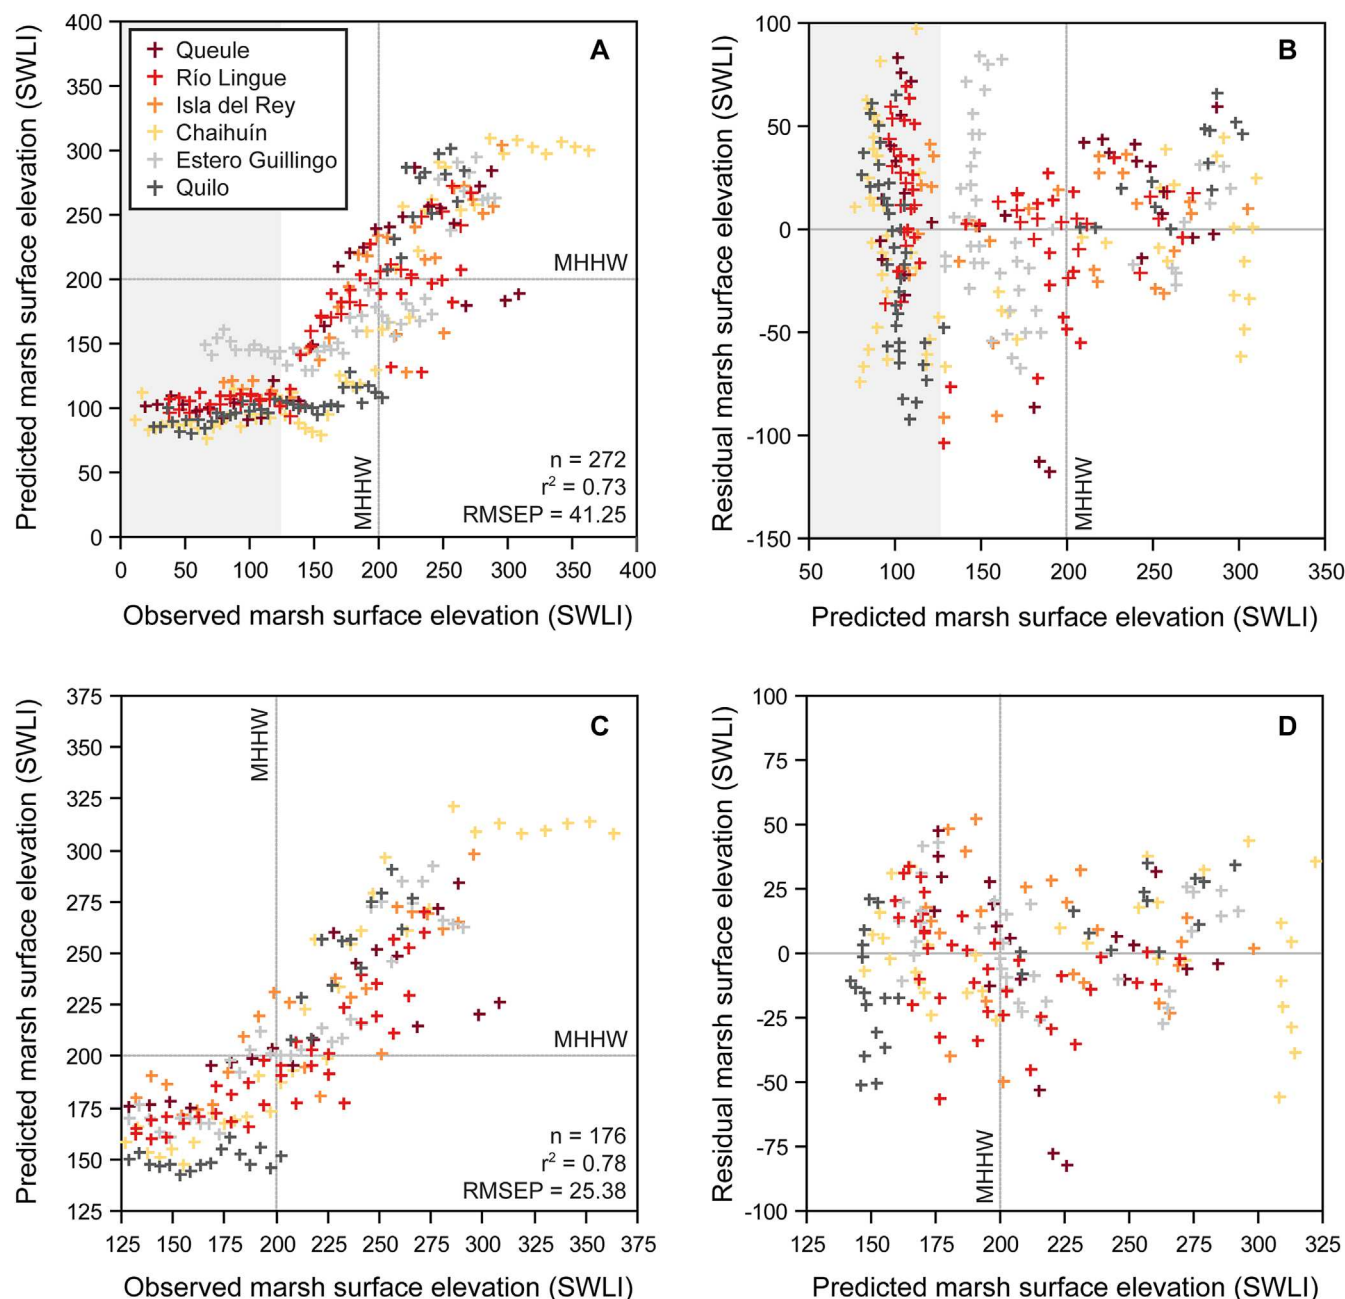 A
Predicted marsh surface elevation (SWLI)
400
350
300
250
200
150
100
50
0
Queule
Río Lingue
Isla del Rey
Chaihuín
Estero Guillingo
Quilo
MHHW
MHHW
n = 272
r² = 0.73
RMSEP = 41.25
0 50 100 150 200 250 300 350 400
Observed marsh surface elevation (SWLI)
B
Residual marsh surface elevation (SWLI)
100
50
0
-50
-100
-150
MHHW
50 100 150 200 250 300 350
Predicted marsh surface elevation (SWLI)
C
Predicted marsh surface elevation (SWLI)
375
350
325
300
275
250
225
200
175
150
125
MHHW
MHHW
n = 176
r² = 0.78
RMSEP = 25.38
125 150 175 200 225 250 275 300 325 350 375
Observed marsh surface elevation (SWLI)
D
Residual marsh surface elevation (SWLI)
100
75
50
25
0
-25
-50
-75
-100
MHHW
125 150 175 200 225 250 275 300 325
Predicted marsh surface elevation (SWLI)